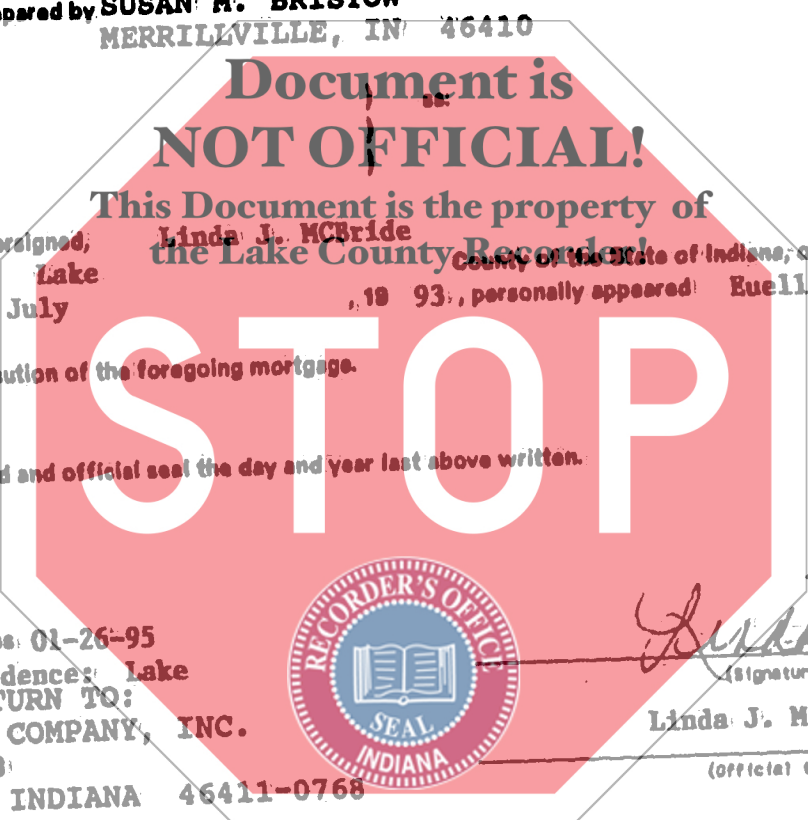 pared by SUSAN M. BRISTOW
MERRILLVILLE, IN 46410
Document is
) ss:
NOT OFFICIAL!
)
This Document is the property of
ersigned, Linda J. MCBride
the Lake County Recorder!
County of the State of Indiana,
Lake
July , 19 93, personally appeared Euell
ution of the foregoing mortgage.
STOP
d and official seal the day and year last above written.
RECORDER'S OFFICE
SEAL
INDIANA
01-26-95
dence: Lake
TURN TO:
(Signatur
COMPANY, INC.
Linda J. M
(Official
INDIANA 46411-0768